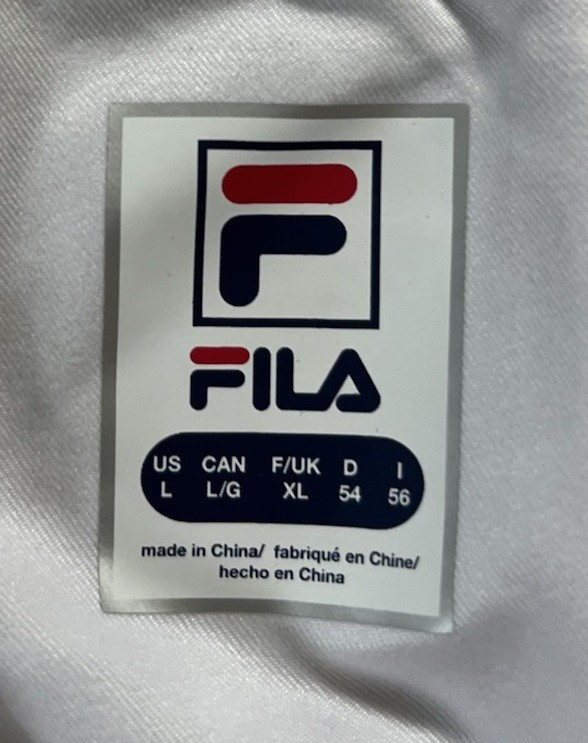 F
FILA
US CAN F/UK D I
L L/G XL 54 56
made in China/ fabriqué en Chine/
hecho en China